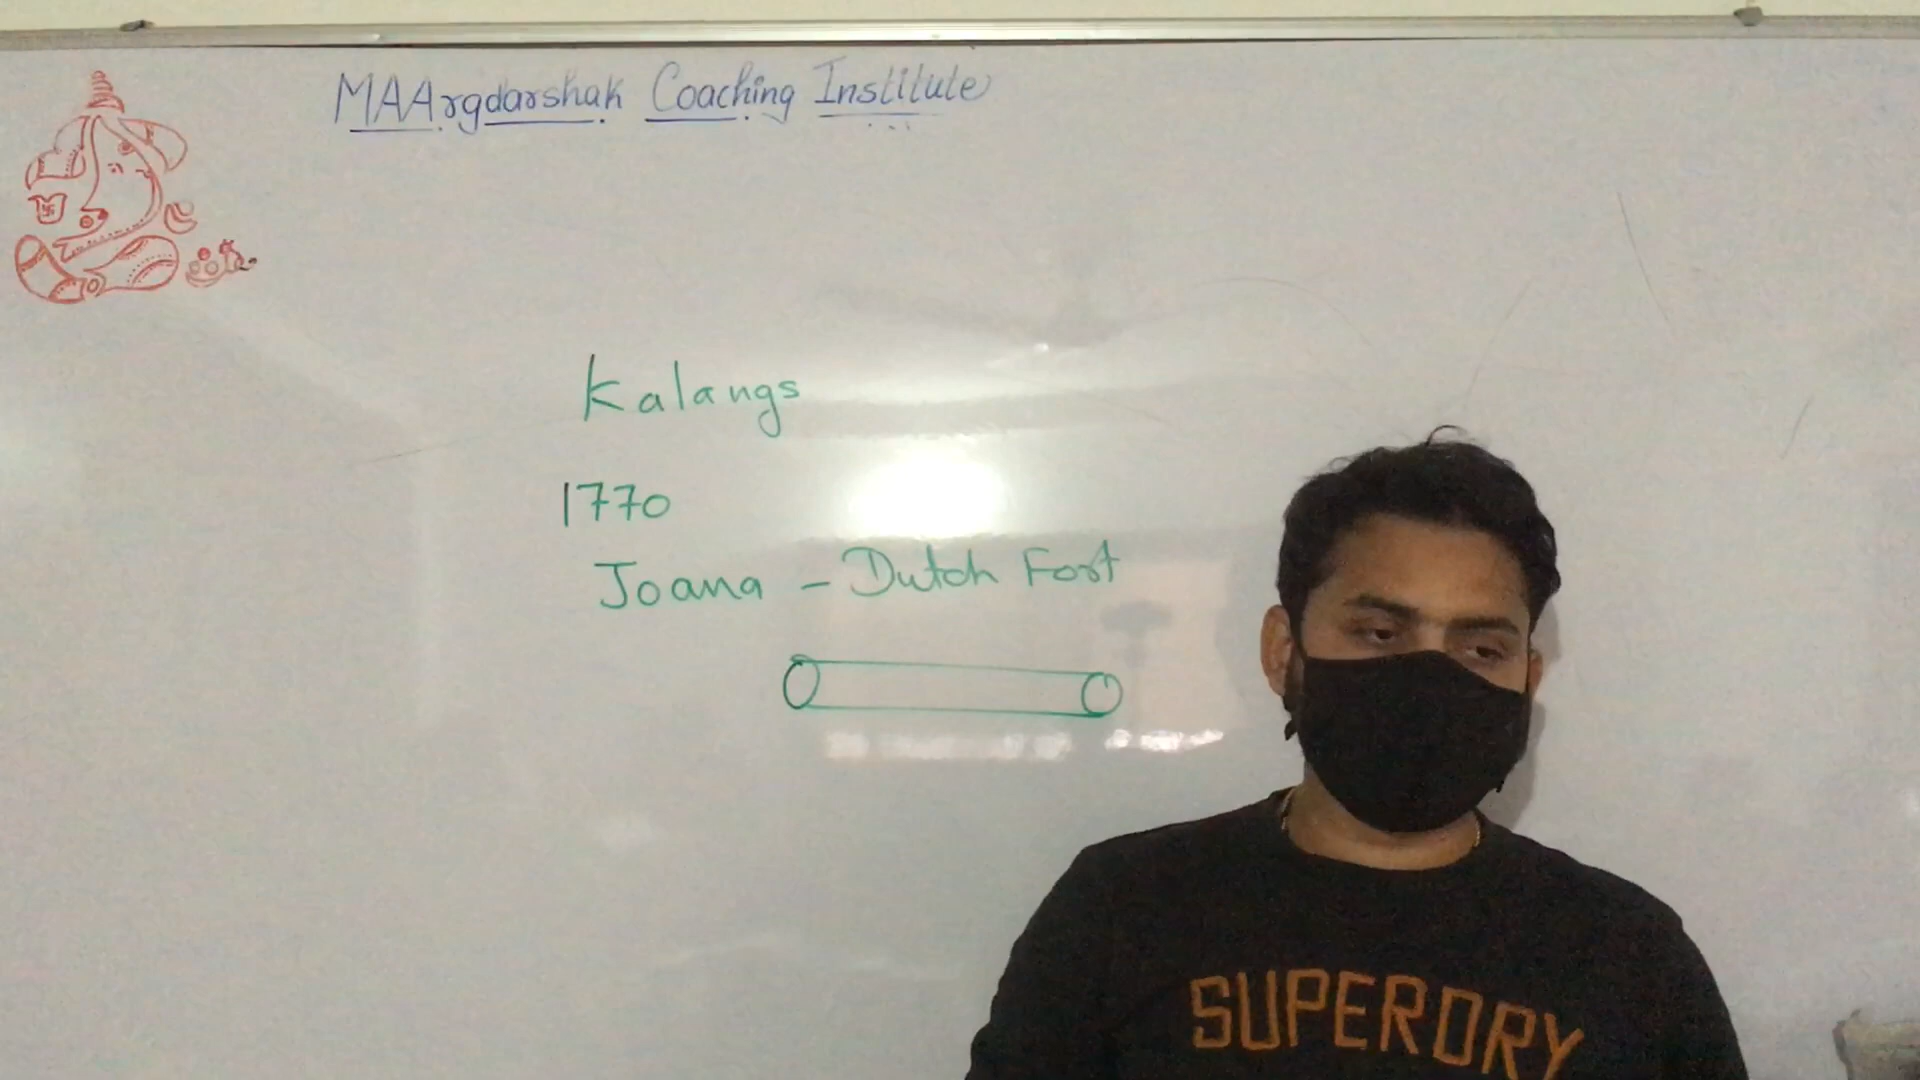 MAArgdarshak Coaching Institute
Kalangs
1770
Joana - Dutch Fort
SUPERDRY